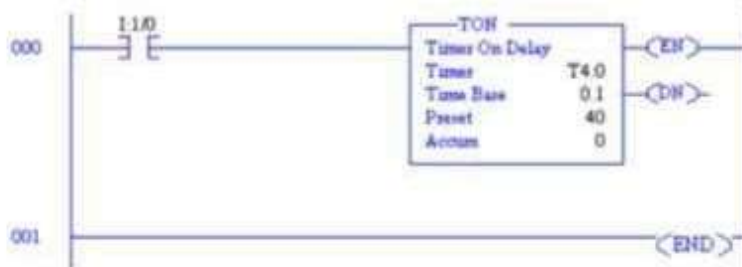 I:1/0
000
TON
Timer On Delay
Timer T4:0
Time Base 0.1
Preset 40
Accum 0
(EN)
(DN)
001
(END)